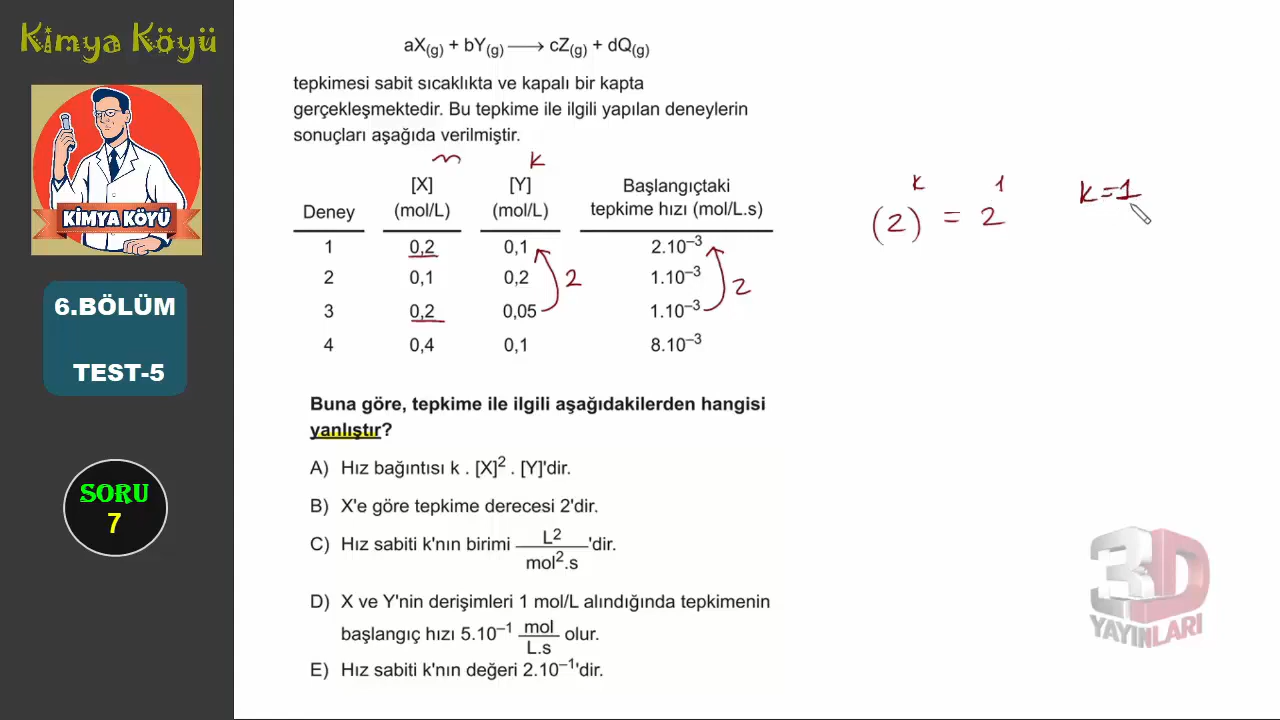 Kimya Köyü
KİMYA KÖYÜ
6.BÖLÜM
TEST-5
SORU
7
aX(g) + bY(g) ⟶ cZ(g) + dQ(g)
tepkimesi sabit sıcaklıkta ve kapalı bir kapta
gerçekleşmektedir. Bu tepkime ile ilgili yapılan deneylerin
sonuçları aşağıda verilmiştir.
m k
[X] [Y] Başlangıçtaki
Deney (mol/L) (mol/L) tepkime hızı (mol/L.s)
1 0,2 0,1 2.10⁻³
2 0,1 0,2 1.10⁻³
3 0,2 0,05 1.10⁻³
4 0,4 0,1 8.10⁻³
2 2
(2)ᵏ = 2¹ k=1
Buna göre, tepkime ile ilgili aşağıdakilerden hangisi
yanlıştır?
A) Hız bağıntısı k . [X]² . [Y]'dir.
B) X'e göre tepkime derecesi 2'dir.
C) Hız sabiti k'nın birimi L²/mol².s 'dir.
D) X ve Y'nin derişimleri 1 mol/L alındığında tepkimenin
başlangıç hızı 5.10⁻¹ mol/L.s olur.
E) Hız sabiti k'nın değeri 2.10⁻¹'dir.
3D
YAYINLARI